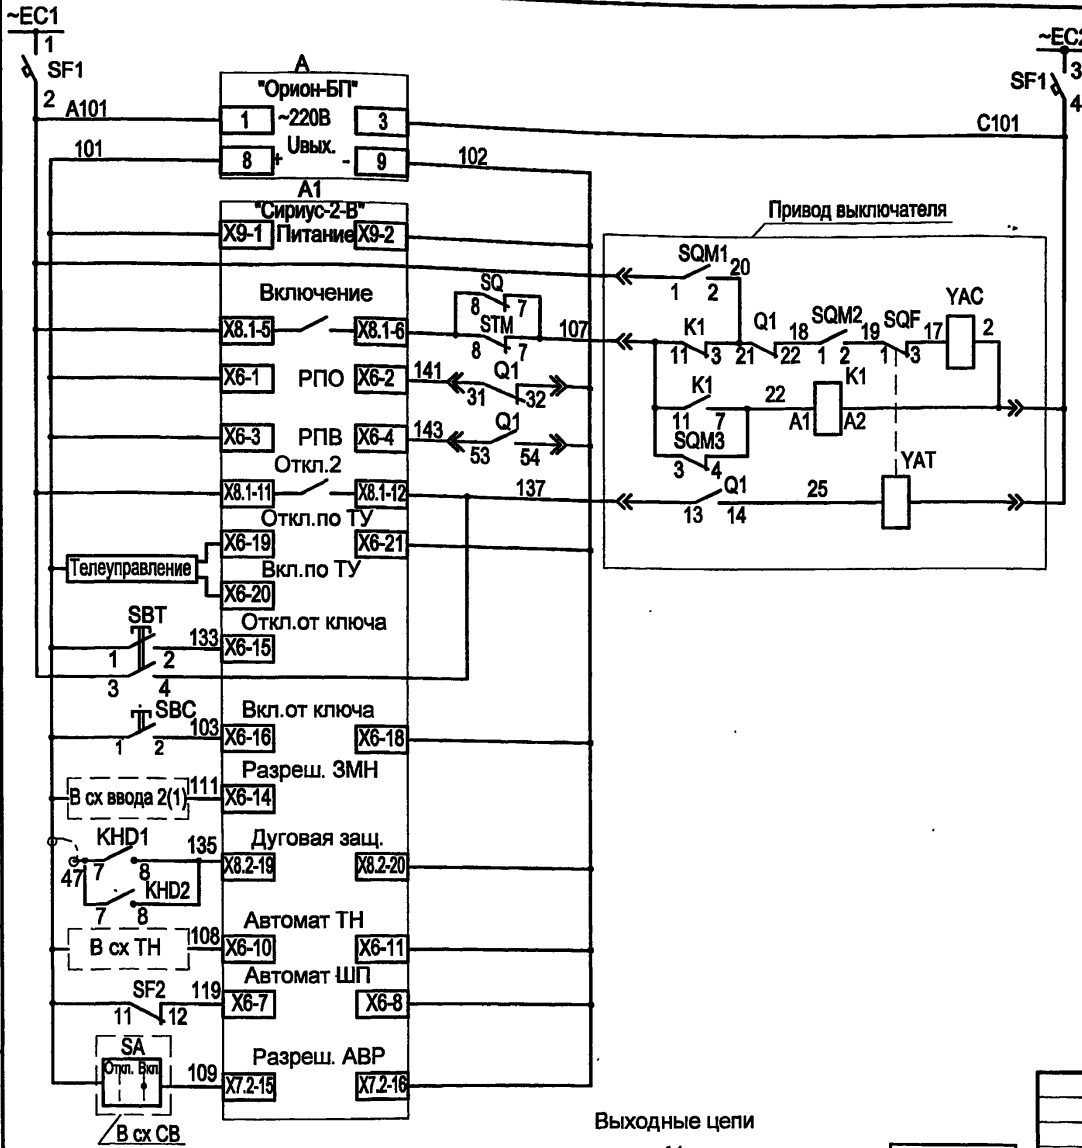 ~EC1
1
SF1
2
A101
А
"Орион-БП"
1 ~220В 3
Uвых.
8 + - 9
101
102
~EC2
3
SF1
4
C101
А1
"Сириус-2-В"
X9-1 Питание X9-2
Включение
X8.1-5 X8.1-6
SQ
8 7
STM
8 7
107
X6-1 РПО X6-2
141
Q1
31 32
X6-3 РПВ X6-4
143
Q1
53 54
Откл.2
X8.1-11 X8.1-12
137
Откл.по ТУ
X6-19 X6-21
Телеуправление
Вкл.по ТУ
X6-20
SBT
Откл.от ключа
133
X6-15
1 2
3 4
SBC
Вкл.от ключа
103
X6-16 X6-18
1 2
Разреш. ЗМН
В сх ввода 2(1)
111
X6-14
KHD1
135
Дуговая защ.
X8.2-19 X8.2-20
47 7 8
KHD2
7 8
Автомат ТН
В сх ТН
108
X6-10 X6-11
Автомат ШП
SF2
119
X6-7 X6-8
11 12
SA
Откл. Вкл
Разреш. АВР
109
X7.2-15 X7.2-16
В сх СВ
Привод выключателя
SQM1
20
1 2
K1
11 3
Q1
21 22
18
SQM2
1 2
19
SQF
1 3
17
YAC
2
K1
11 7
22
K1
A1 A2
SQM3
3 4
YAT
Q1
13 14
25
Выходные цепи